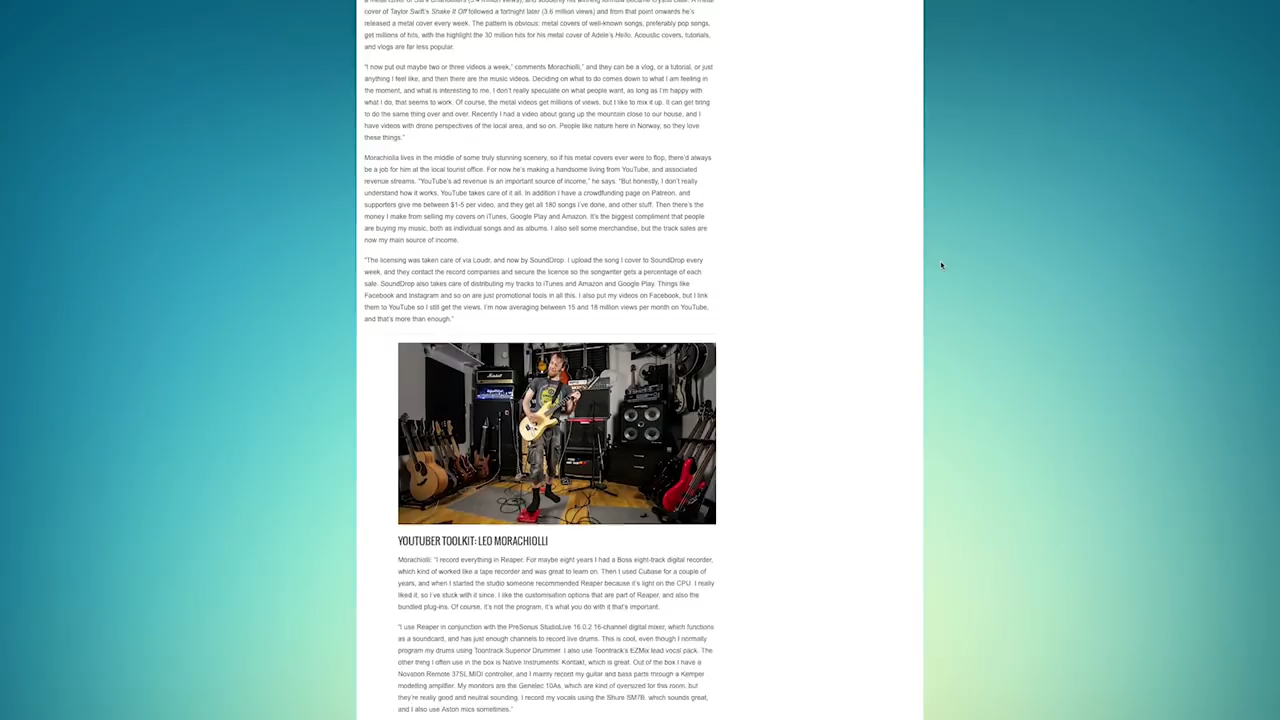 cover of Taylor Swift's Shake It Off followed a fortnight later (3.6 million views) and from that point onwards he's
released a metal cover every week. The pattern is obvious: metal covers of well-known songs, preferably pop songs,
get millions of hits, with the highlight the 30 million hits for his metal cover of Adele's Hello. Acoustic covers, tutorials,
and vlogs are far less popular.
"I now put out maybe two or three videos a week," comments Morachiolli," and they can be a vlog, or a tutorial, or just
anything I feel like, and then there are the music videos. Deciding on what to do comes down to what I am feeling in
the moment, and what is interesting to me. I don't really speculate on what people want, as long as I'm happy with
what I do, that seems to work. Of course, the metal videos get millions of views, but I like to mix it up. It can get tiring
to do the same thing over and over. Recently I had a video about going up the mountain close to our house, and I
have videos with drone perspectives of the local area, and so on. People like nature here in Norway, so they love
these things."
Morachiolla lives in the middle of some truly stunning scenery, so if his metal covers ever were to flop, there'd always
be a job for him at the local tourist office. For now he's making a handsome living from YouTube, and associated
revenue streams. "YouTube's ad revenue is an important source of income," he says. "But honestly, I don't really
understand how it works, YouTube takes care of it all. In addition I have a crowdfunding page on Patreon, and
supporters give me between $1-5 per video, and they get all 180 songs I've done, and other stuff. Then there's the
money I make from selling my covers on iTunes, Google Play and Amazon. It's the biggest compliment that people
are buying my music, both as individual songs and as albums. I also sell some merchandise, but the track sales are
now my main source of income.
"The licensing was taken care of via Loudr, and now by SoundDrop. I upload the song I cover to SoundDrop every
week, and they contact the record companies and secure the licence so the songwriter gets a percentage of each
sale. SoundDrop also takes care of distributing my tracks to iTunes and Amazon and Google Play. Things like
Facebook and Instagram and so on are just promotional tools in all this. I also put my videos on Facebook, but I link
them to YouTube so I still get the views. I'm now averaging between 15 and 18 million views per month on YouTube,
and that's more than enough."
Marshall
YOUTUBER TOOLKIT: LEO MORACHIOLLI
Morachiolli: "I record everything in Reaper. For maybe eight years I had a Boss eight-track digital recorder,
which kind of worked like a tape recorder and was great to learn on. Then I used Cubase for a couple of
years, and when I started the studio someone recommended Reaper because it's light on the CPU. I really
liked it, so I've stuck with it since. I like the customisation options that are part of Reaper, and also the
bundled plug-ins. Of course, it's not the program, it's what you do with it that's important.
"I use Reaper in conjunction with the PreSonus StudioLive 16.0.2 16-channel digital mixer, which functions
as a soundcard, and has just enough channels to record live drums. This is cool, even though I normally
program my drums using Toontrack Superior Drummer. I also use Toontrack's EZMix lead vocal pack. The
other thing I often use in the box is Native Instruments' Kontakt, which is great. Out of the box I have a
Novation Remote 37SL MIDI controller, and I mainly record my guitar and bass parts through a Kemper
modelling amplifier. My monitors are the Genelec 10As, which are kind of oversized for this room, but
they're really good and neutral sounding. I record my vocals using the Shure SM7B, which sounds great,
and I also use Aston mics sometimes."